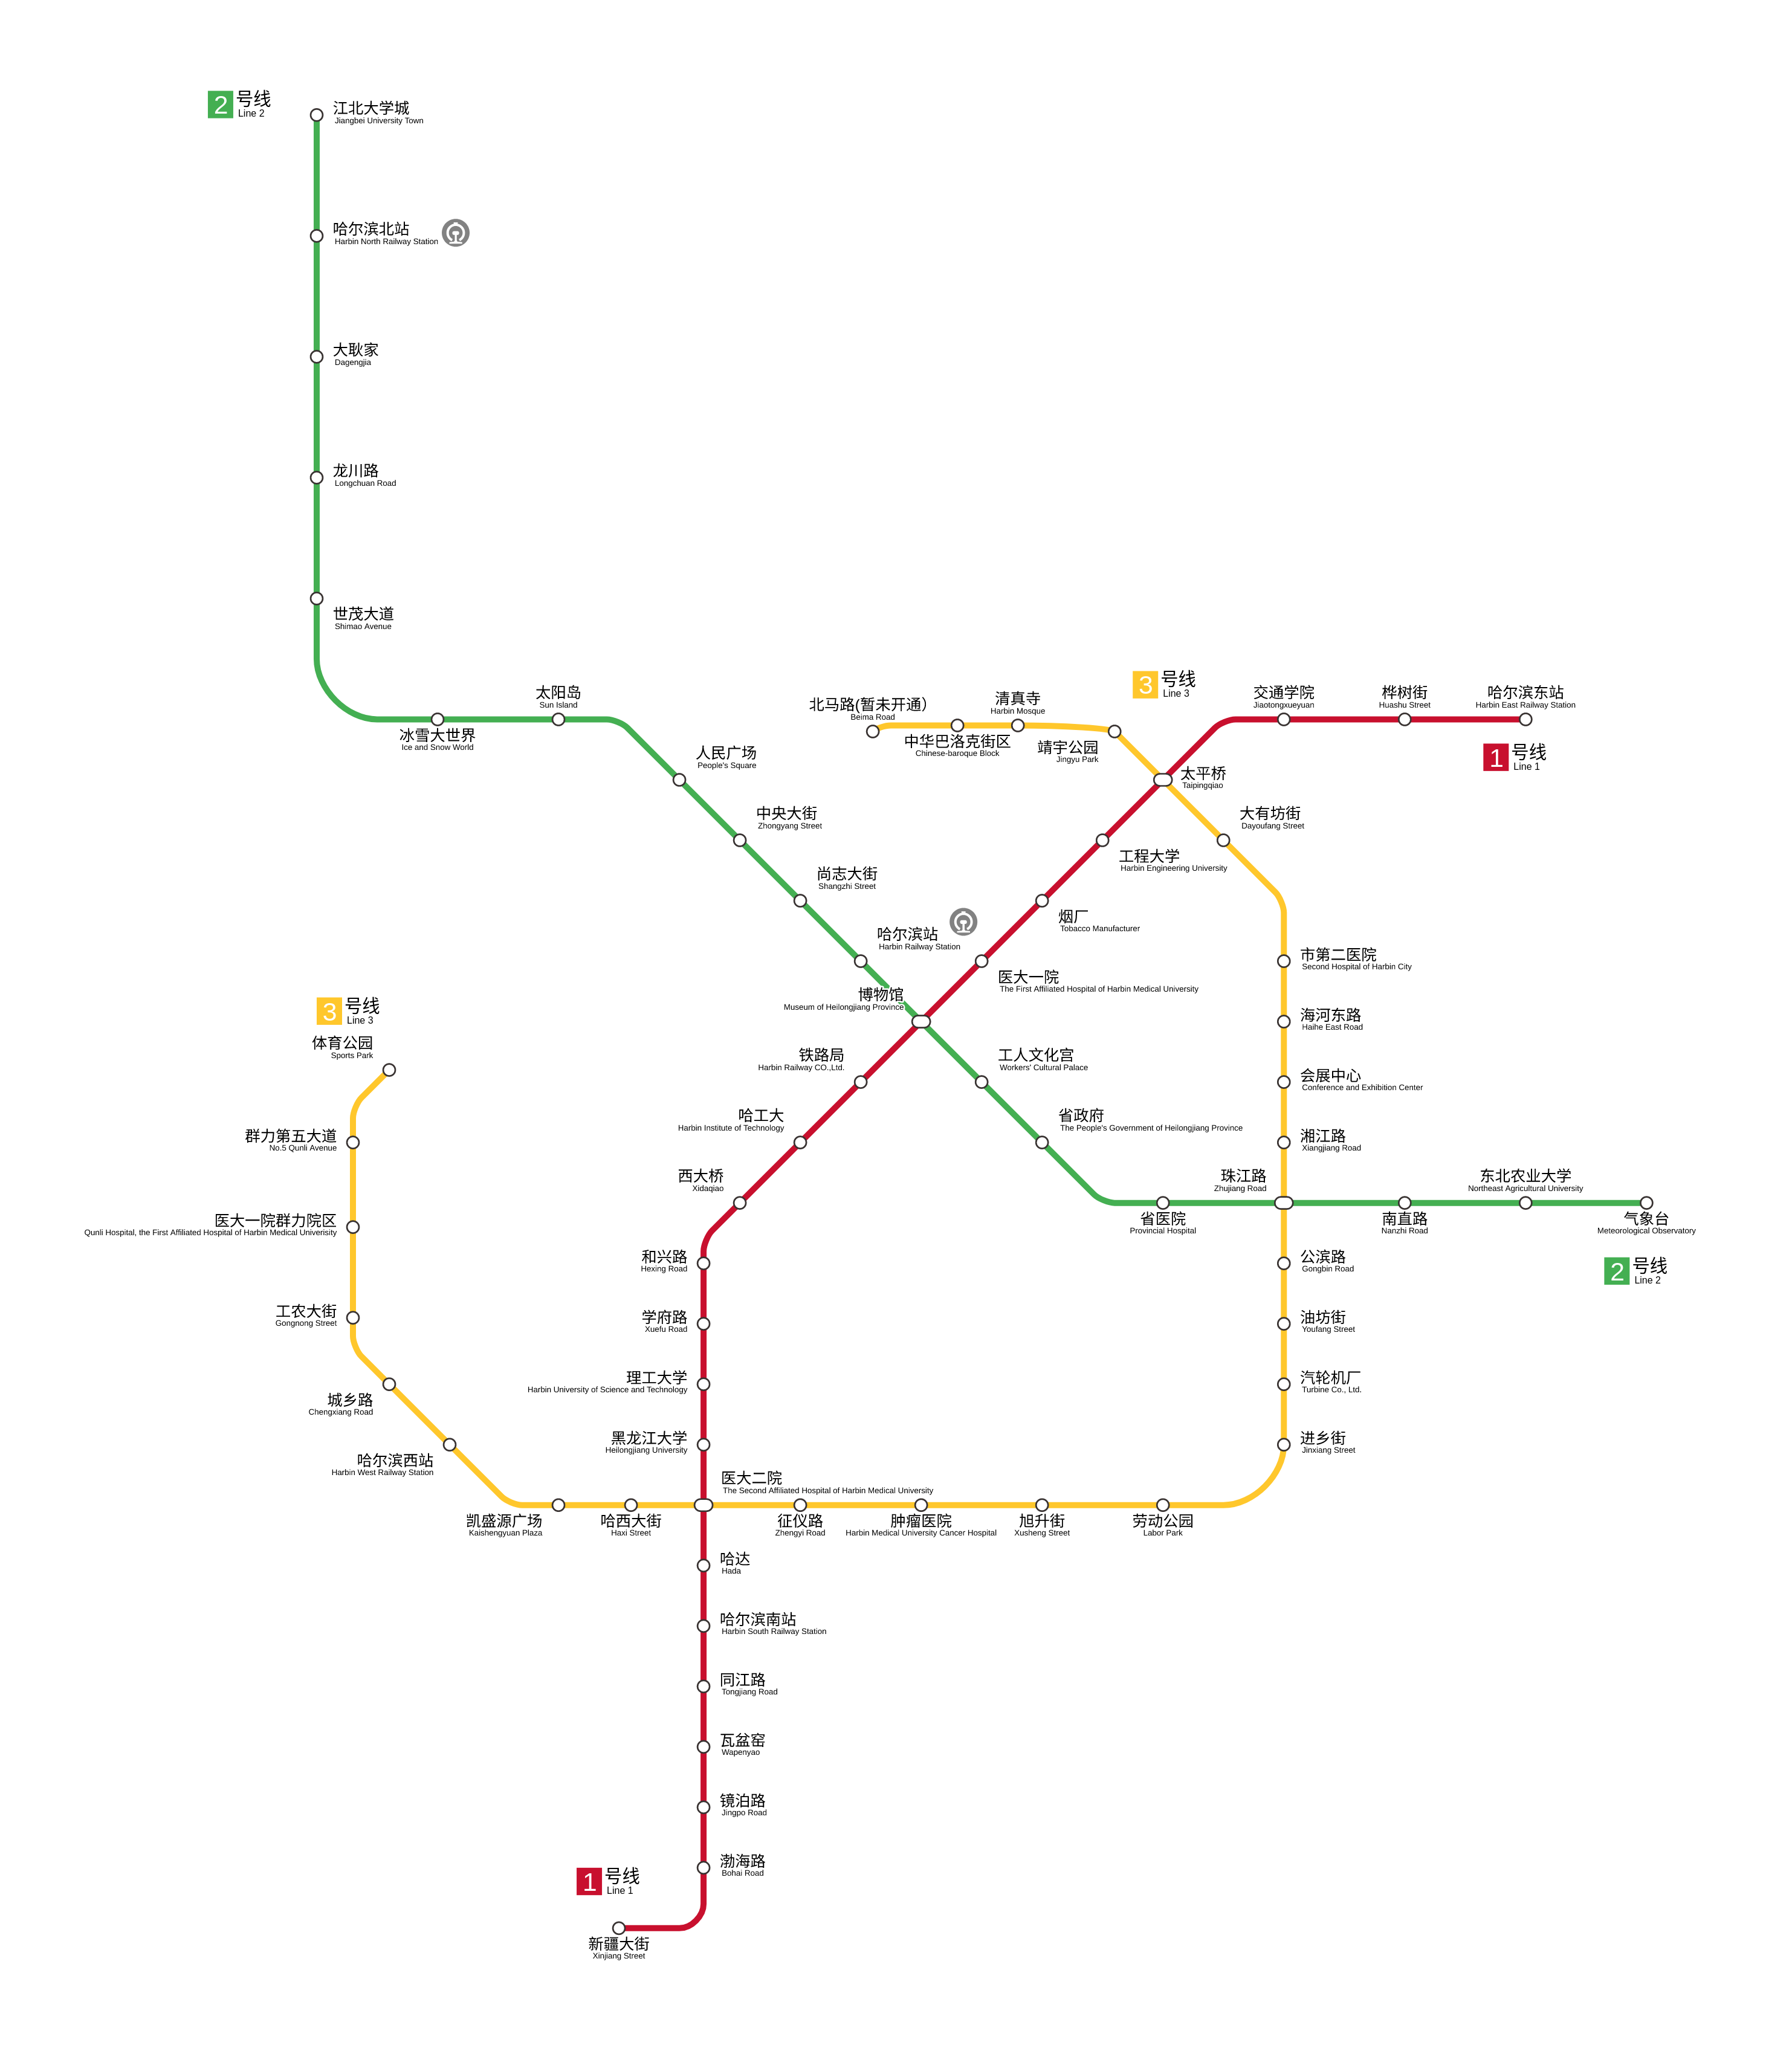 2 号线
Line 2
江北大学城
Jiangbei University Town
哈尔滨北站
Harbin North Railway Station
大耿家
Dagengjia
龙川路
Longchuan Road
世茂大道
Shimao Avenue
冰雪大世界
Ice and Snow World
太阳岛
Sun Island
人民广场
People's Square
中央大街
Zhongyang Street
尚志大街
Shangzhi Street
哈尔滨站
Harbin Railway Station
博物馆
Museum of Heilongjiang Province
工人文化宫
Workers' Cultural Palace
省政府
The People's Government of Heilongjiang Province
省医院
Provincial Hospital
珠江路
Zhujiang Road
南直路
Nanzhi Road
东北农业大学
Northeast Agricultural University
气象台
Meteorological Observatory
2 号线
Line 2
3 号线
Line 3
北马路(暂未开通）
Beima Road
中华巴洛克街区
Chinese-baroque Block
清真寺
Harbin Mosque
靖宇公园
Jingyu Park
太平桥
Taipingqiao
大有坊街
Dayoufang Street
市第二医院
Second Hospital of Harbin City
海河东路
Haihe East Road
会展中心
Conference and Exhibition Center
湘江路
Xiangjiang Road
公滨路
Gongbin Road
油坊街
Youfang Street
汽轮机厂
Turbine Co., Ltd.
进乡街
Jinxiang Street
劳动公园
Labor Park
旭升街
Xusheng Street
肿瘤医院
Harbin Medical University Cancer Hospital
征仪路
Zhengyi Road
医大二院
The Second Affiliated Hospital of Harbin Medical University
哈西大街
Haxi Street
凯盛源广场
Kaishengyuan Plaza
哈尔滨西站
Harbin West Railway Station
城乡路
Chengxiang Road
工农大街
Gongnong Street
医大一院群力院区
Qunli Hospital, the First Affiliated Hospital of Harbin Medical Univerisity
群力第五大道
No.5 Qunli Avenue
体育公园
Sports Park
3 号线
Line 3
交通学院
Jiaotongxueyuan
桦树街
Huashu Street
哈尔滨东站
Harbin East Railway Station
1 号线
Line 1
工程大学
Harbin Engineering University
烟厂
Tobacco Manufacturer
医大一院
The First Affiliated Hospital of Harbin Medical University
铁路局
Harbin Railway CO.,Ltd.
哈工大
Harbin Institute of Technology
西大桥
Xidaqiao
和兴路
Hexing Road
学府路
Xuefu Road
理工大学
Harbin University of Science and Technology
黑龙江大学
Heilongjiang University
哈达
Hada
哈尔滨南站
Harbin South Railway Station
同江路
Tongjiang Road
瓦盆窑
Wapenyao
镜泊路
Jingpo Road
渤海路
Bohai Road
1 号线
Line 1
新疆大街
Xinjiang Street